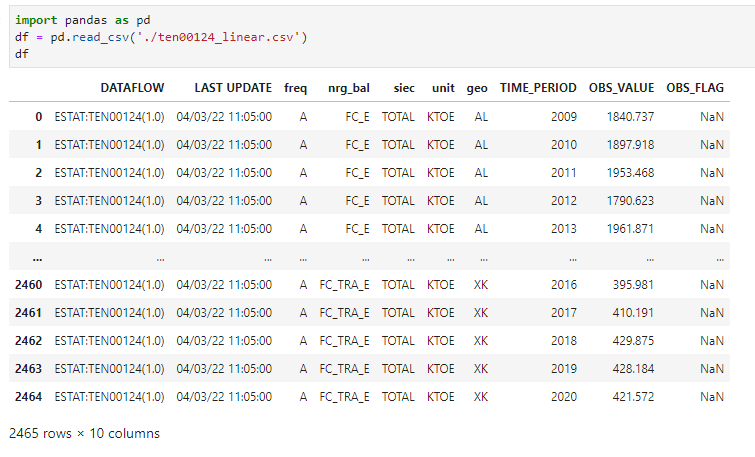 import pandas as pd
df = pd.read_csv('./ten00124_linear.csv')
df
DATAFLOW LAST UPDATE freq nrg_bal siec unit geo TIME_PERIOD OBS_VALUE OBS_FLAG
0 ESTAT:TEN00124(1.0) 04/03/22 11:05:00 A FC_E TOTAL KTOE AL 2009 1840.737 NaN
1 ESTAT:TEN00124(1.0) 04/03/22 11:05:00 A FC_E TOTAL KTOE AL 2010 1897.918 NaN
2 ESTAT:TEN00124(1.0) 04/03/22 11:05:00 A FC_E TOTAL KTOE AL 2011 1953.468 NaN
3 ESTAT:TEN00124(1.0) 04/03/22 11:05:00 A FC_E TOTAL KTOE AL 2012 1790.623 NaN
4 ESTAT:TEN00124(1.0) 04/03/22 11:05:00 A FC_E TOTAL KTOE AL 2013 1961.871 NaN
... ... ... ... ... ... ... ... ... ... ...
2460 ESTAT:TEN00124(1.0) 04/03/22 11:05:00 A FC_TRA_E TOTAL KTOE XK 2016 395.981 NaN
2461 ESTAT:TEN00124(1.0) 04/03/22 11:05:00 A FC_TRA_E TOTAL KTOE XK 2017 410.191 NaN
2462 ESTAT:TEN00124(1.0) 04/03/22 11:05:00 A FC_TRA_E TOTAL KTOE XK 2018 429.875 NaN
2463 ESTAT:TEN00124(1.0) 04/03/22 11:05:00 A FC_TRA_E TOTAL KTOE XK 2019 428.184 NaN
2464 ESTAT:TEN00124(1.0) 04/03/22 11:05:00 A FC_TRA_E TOTAL KTOE XK 2020 421.572 NaN
2465 rows × 10 columns